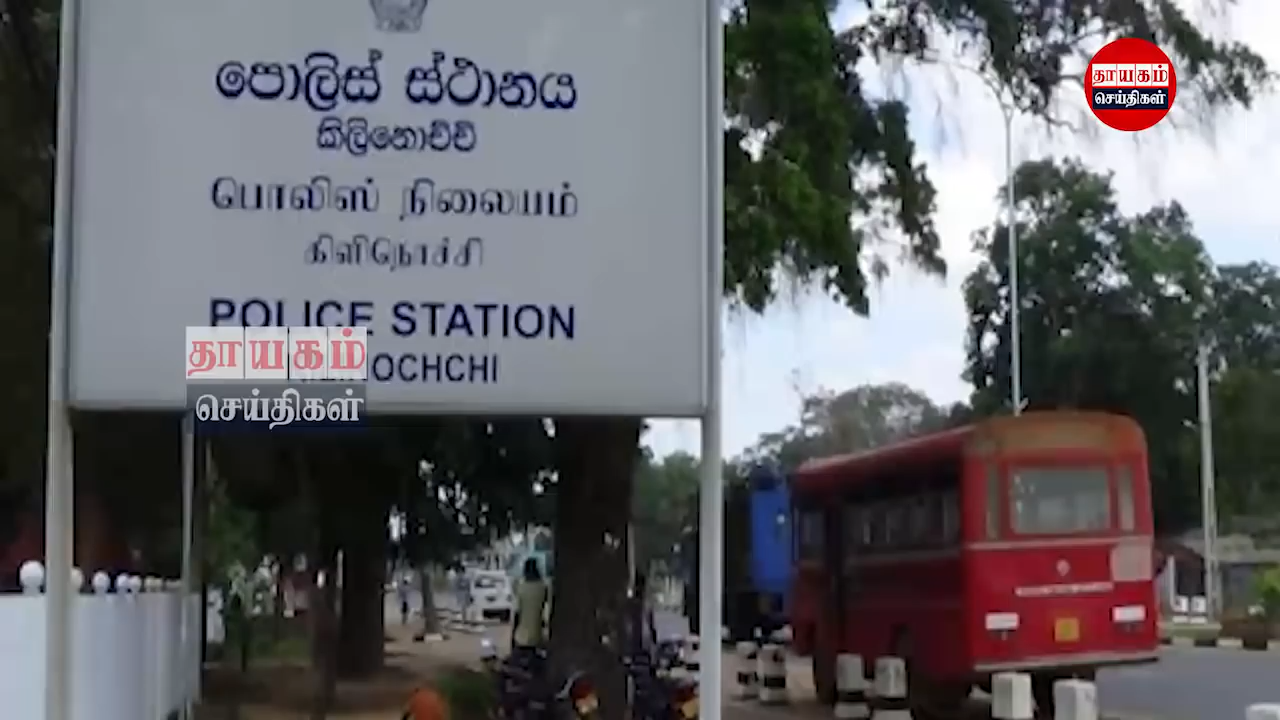 පොලිස් ස්ථානය
කිලිනොච්චි
பொலிஸ் நிலையம்
கிளிநொச்சி
POLICE STATION
OCHCHI
தாயகம்
செய்திகள்
தாயகம்
செய்திகள்